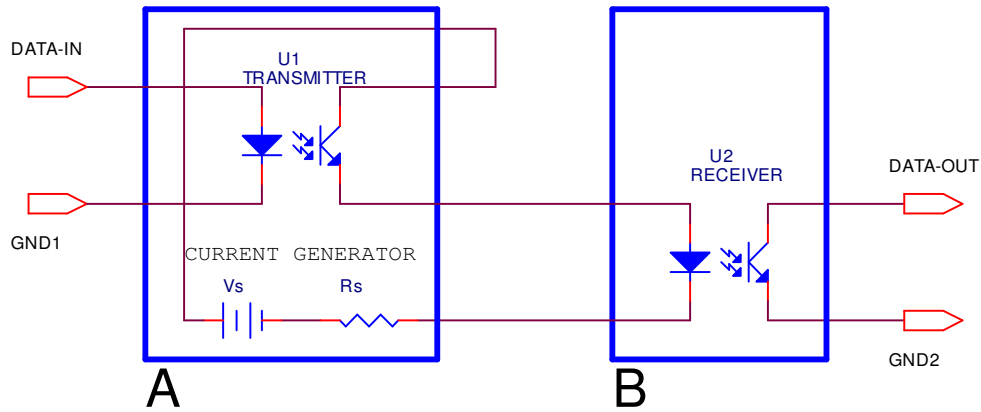 DATA-IN
U1
TRANSMITTER
U2
RECEIVER
DATA-OUT
GND1
CURRENT GENERATOR
Vs
Rs
GND2
A
B